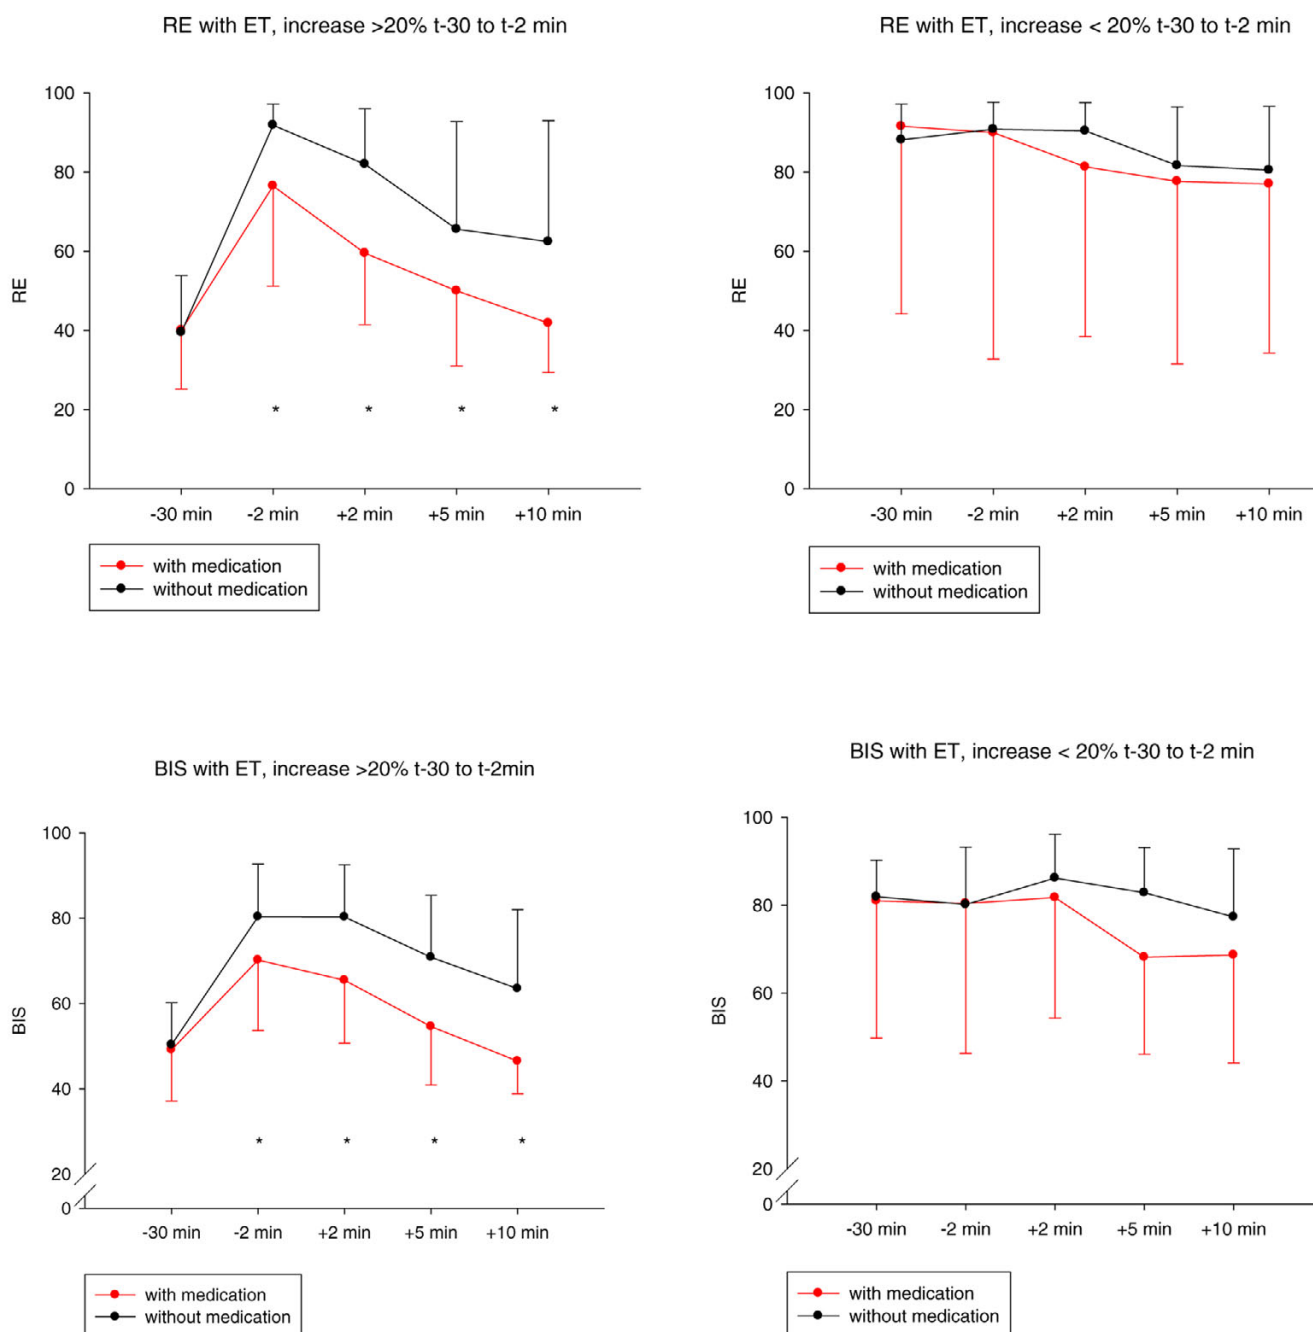 RE with ET, increase >20% t-30 to t-2 min
100
80
60
40
20
0
RE
* * * *
-30 min -2 min +2 min +5 min +10 min
with medication
without medication
RE with ET, increase < 20% t-30 to t-2 min
100
80
60
40
20
0
RE
-30 min -2 min +2 min +5 min +10 min
with medication
without medication
BIS with ET, increase >20% t-30 to t-2min
100
80
60
40
20
0
BIS
* * * *
-30 min -2 min +2 min +5 min +10 min
with medication
without medication
BIS with ET, increase < 20% t-30 to t-2 min
100
80
60
40
20
0
BIS
-30 min -2 min +2 min +5 min +10 min
with medication
without medication